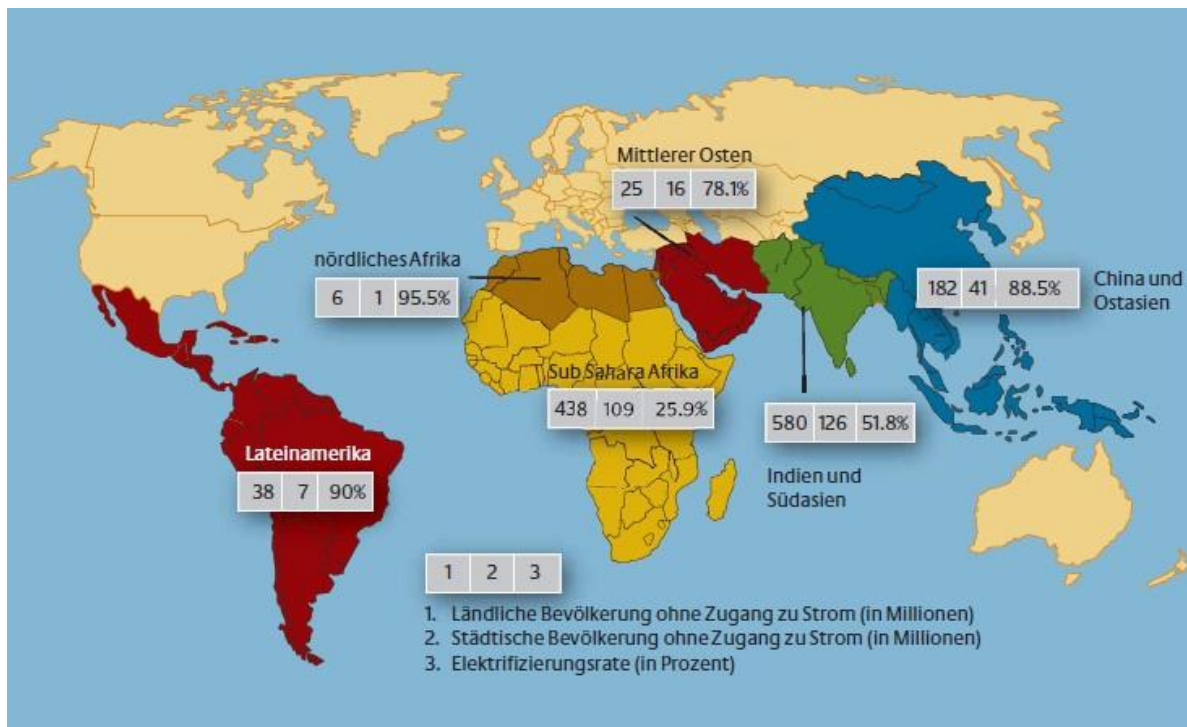 Mittlerer Osten
25 16 78.1%
nördliches Afrika
6 1 95.5%
182 41 88.5%
China und
Ostasien
Sub Sahara Afrika
438 109 25.9%
580 126 51.8%
Indien und
Südasien
Lateinamerika
38 7 90%
1 2 3
1. Ländliche Bevölkerung ohne Zugang zu Strom (in Millionen)
2. Städtische Bevölkerung ohne Zugang zu Strom (in Millionen)
3. Elektrifizierungsrate (in Prozent)